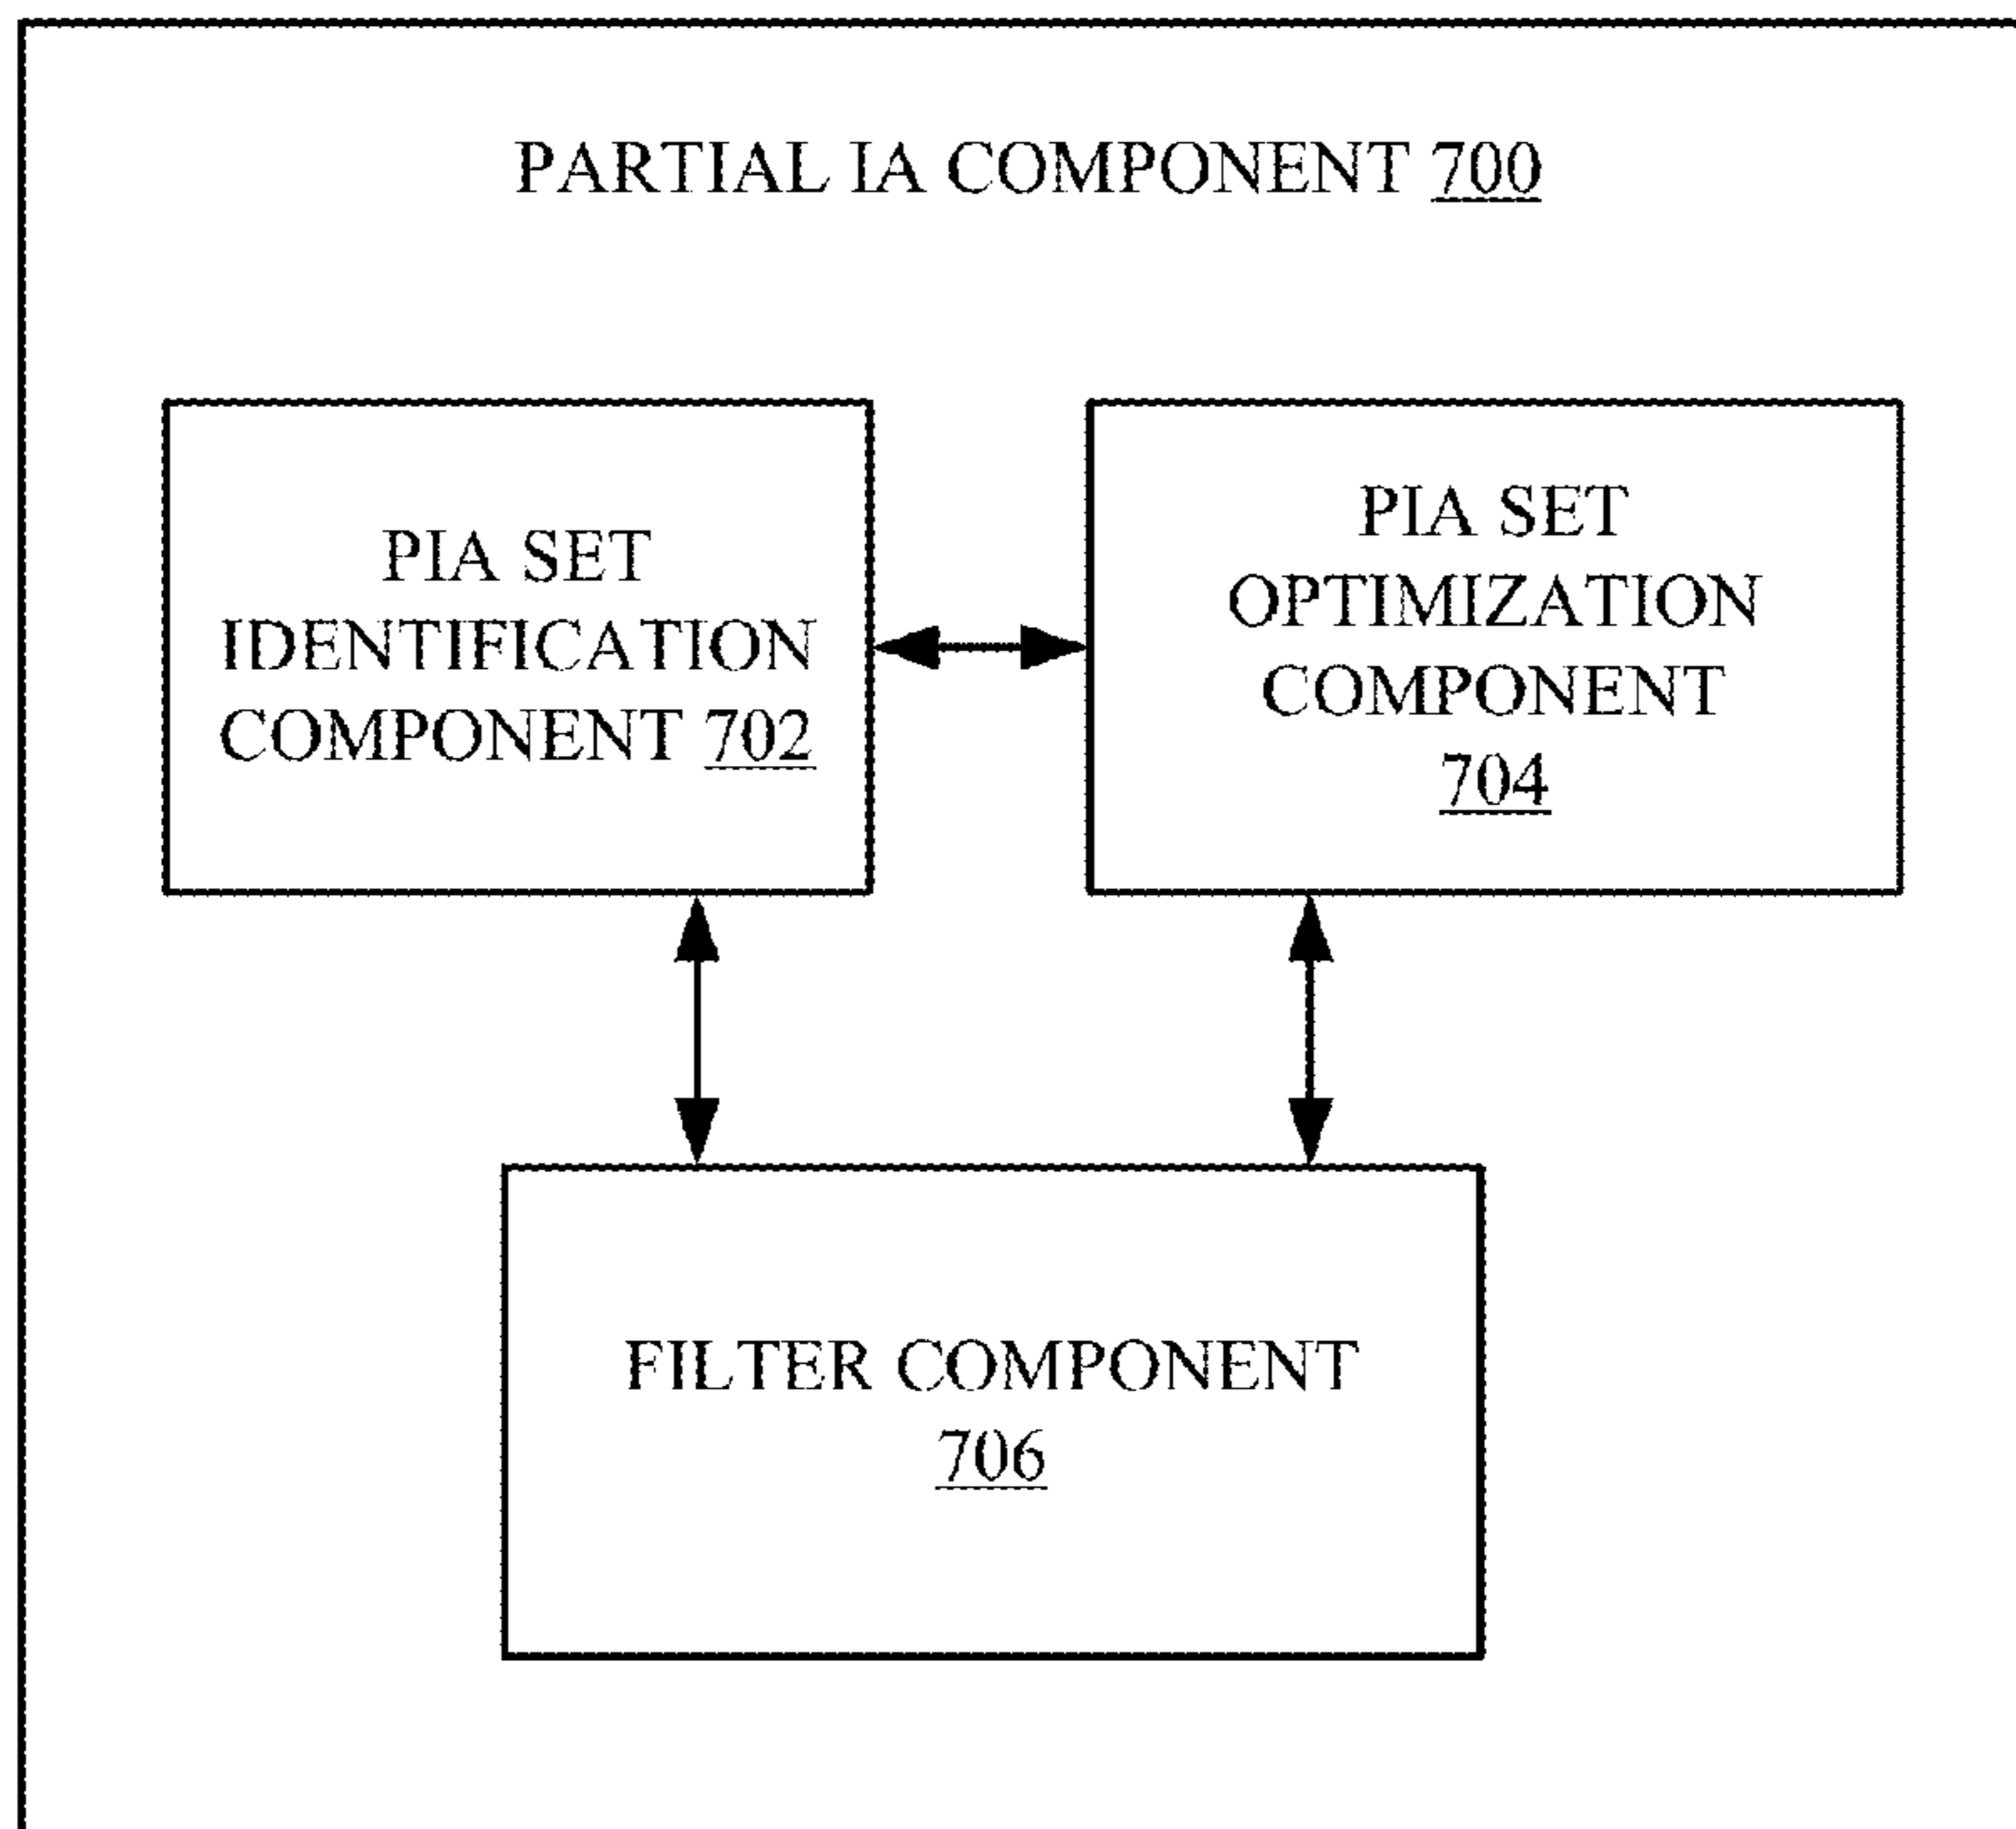 PARTIAL IA COMPONENT 700
PIA SET
IDENTIFICATION
COMPONENT 702
PIA SET
OPTIMIZATION
COMPONENT
704
FILTER COMPONENT
706